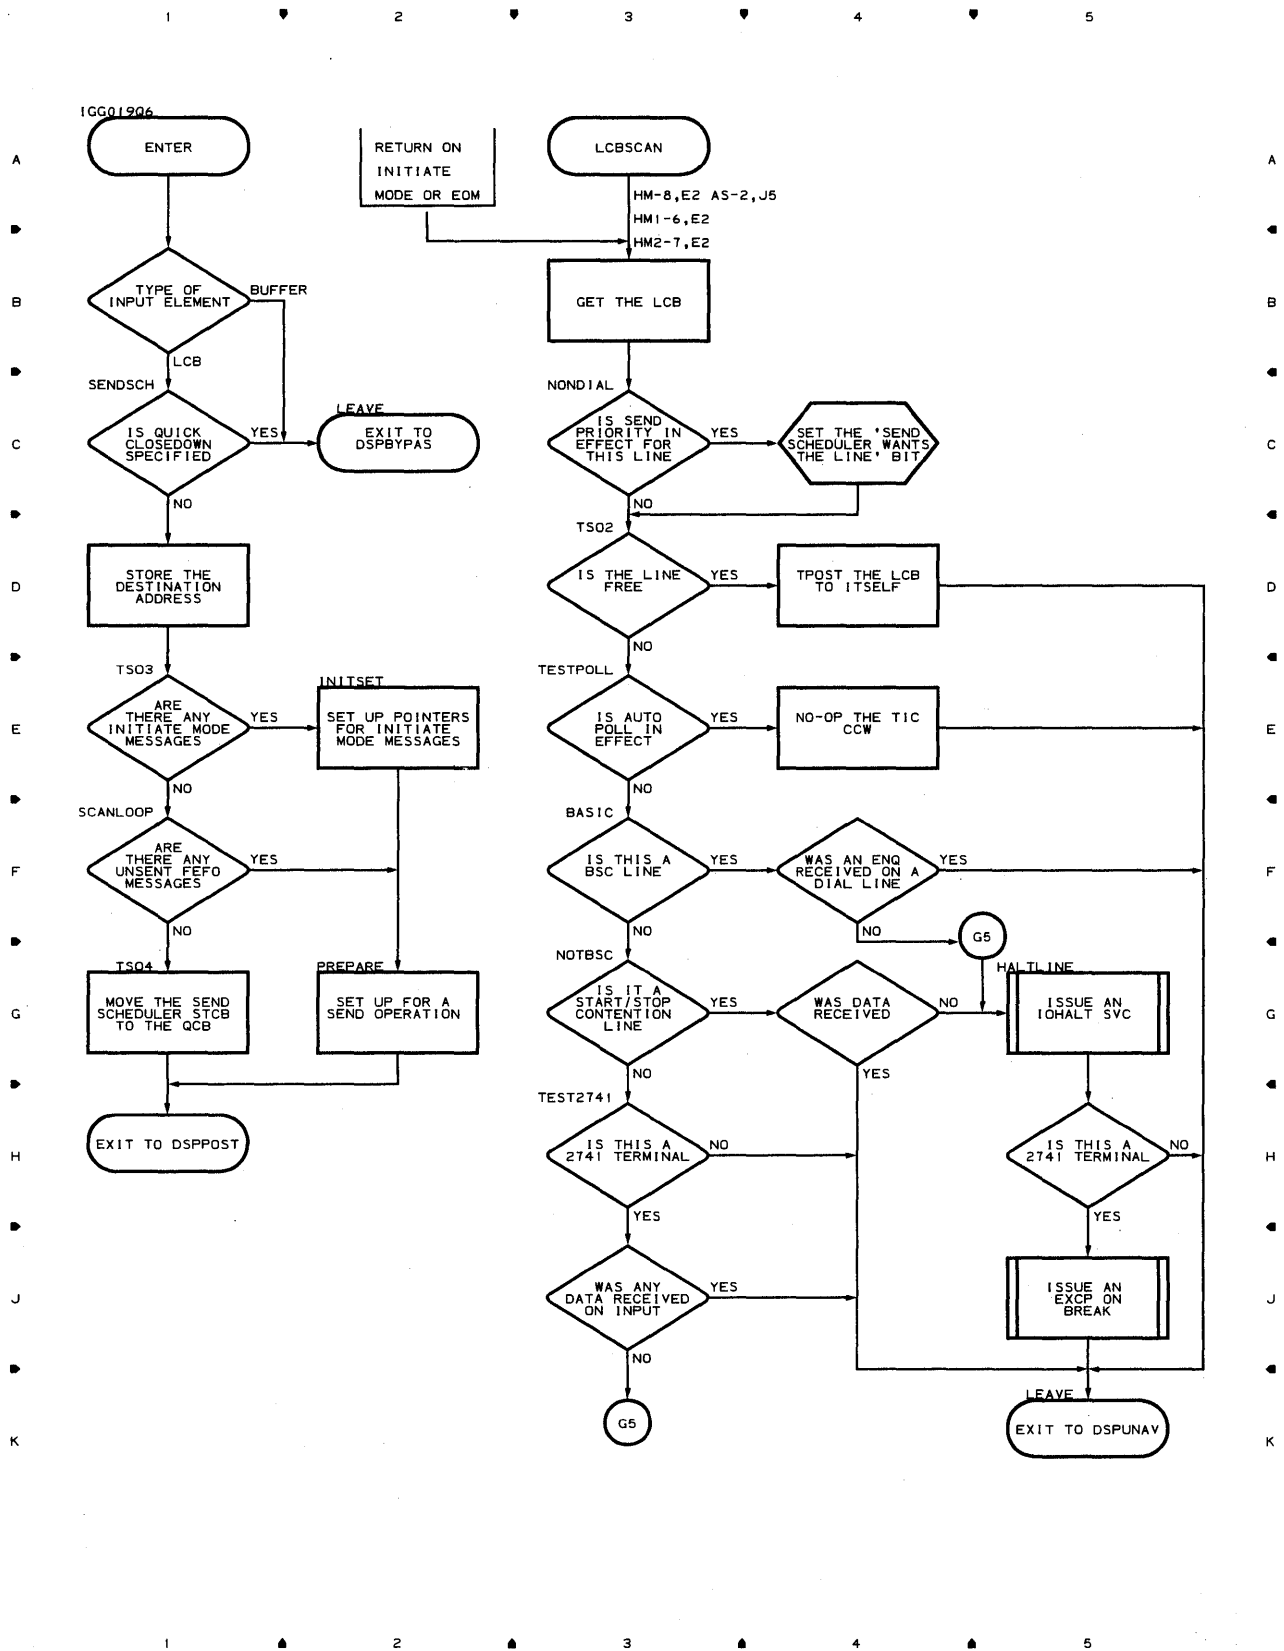 1 2 3 4 5
IGG019Q6
A
ENTER
RETURN ON
INITIATE
MODE OR EOM
LCBSCAN
A
HM-8,E2 AS-2,J5
HM1-6,E2
HM2-7,E2
B
TYPE OF
INPUT ELEMENT
BUFFER
GET THE LCB
B
LCB
SENDSCH
LEAVE
NONDIAL
C
IS QUICK
CLOSEDOWN
SPECIFIED
YES
EXIT TO
DSPBYPAS
IS SEND
PRIORITY IN
EFFECT FOR
THIS LINE
YES
SET THE 'SEND
SCHEDULER WANTS
THE LINE' BIT
C
NO
NO
TS02
D
STORE THE
DESTINATION
ADDRESS
IS THE LINE
FREE
YES
TPOST THE LCB
TO ITSELF
D
NO
TS03
INITSET
TESTPOLL
E
ARE
THERE ANY
INITIATE MODE
MESSAGES
YES
SET UP POINTERS
FOR INITIATE
MODE MESSAGES
IS AUTO
POLL IN
EFFECT
YES
NO-OP THE TIC
CCW
E
NO
NO
SCANLOOP
BASIC
F
ARE
THERE ANY
UNSENT FEFO
MESSAGES
YES
IS THIS A
BSC LINE
YES
WAS AN ENQ
RECEIVED ON A
DIAL LINE
YES
F
NO
NO
NO
G5
TS04
PREPARE
NOTBSC
HALTLINE
G
MOVE THE SEND
SCHEDULER STCB
TO THE QCB
SET UP FOR A
SEND OPERATION
IS IT A
START/STOP
CONTENTION
LINE
YES
WAS DATA
RECEIVED
NO
ISSUE AN
IOHALT SVC
G
NO
YES
TEST2741
H
EXIT TO DSPPOST
IS THIS A
2741 TERMINAL
NO
IS THIS A
2741 TERMINAL
NO
H
YES
YES
J
WAS ANY
DATA RECEIVED
ON INPUT
YES
ISSUE AN
EXCP ON
BREAK
J
NO
LEAVE
K
G5
EXIT TO DSPUNAV
K
1 2 3 4 5